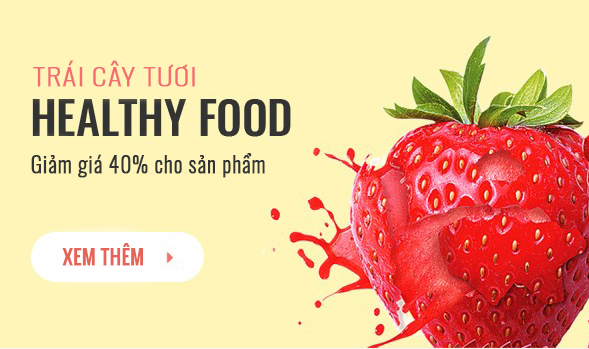 TRÁI CÂY TƯƠI
HEALTHY FOOD
Giảm giá 40% cho sản phẩm
XEM THÊM